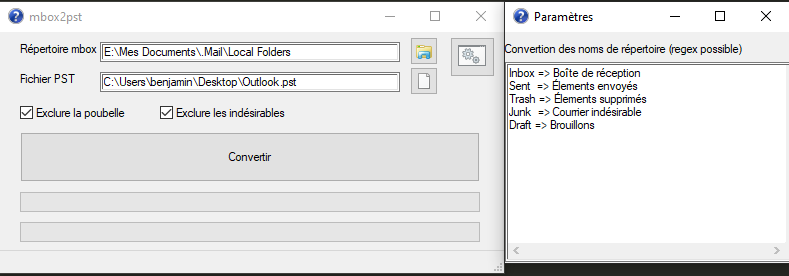 mbox2pst
Répertoire mbox
E:\Mes Documents\.Mail\Local Folders
Fichier PST
C:\Users\benjamin\Desktop\Outlook.pst
Exclure la poubelle
Exclure les indésirables
Convertir
Paramètres
Convertion des noms de répertoire (regex possible)
Inbox => Boîte de réception
Sent => Élements envoyés
Trash => Élements supprimés
Junk => Courrier indésirable
Draft => Brouillons